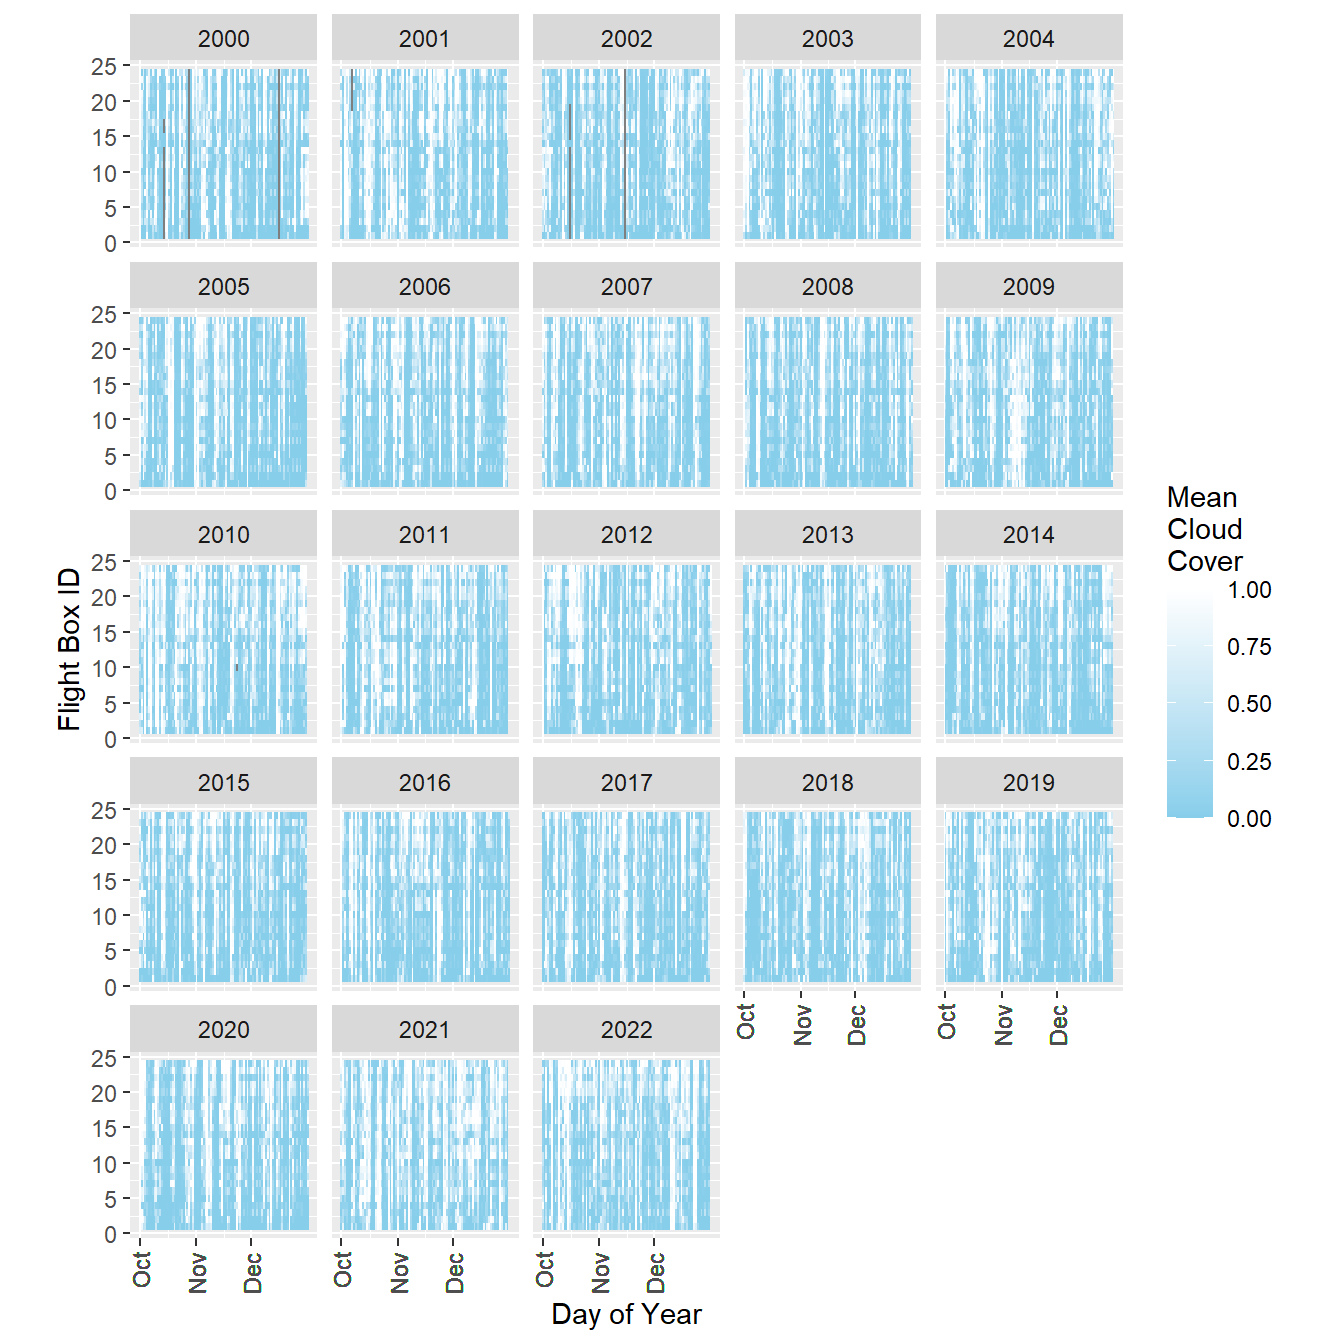 2000 2001 2002 2003 2004
25
20
15
10
5
0
2005 2006 2007 2008 2009
25
20
15
10
5
0
2010 2011 2012 2013 2014
25
20
15
10
5
0
2015 2016 2017 2018 2019
25
20
15
10
5
0
Oct Nov Dec Oct Nov Dec
2020 2021 2022
25
20
15
10
5
0
Oct Nov Dec Oct Nov Dec Oct Nov Dec
Day of Year
Flight Box ID
Mean
Cloud
Cover
1.00
0.75
0.50
0.25
0.00